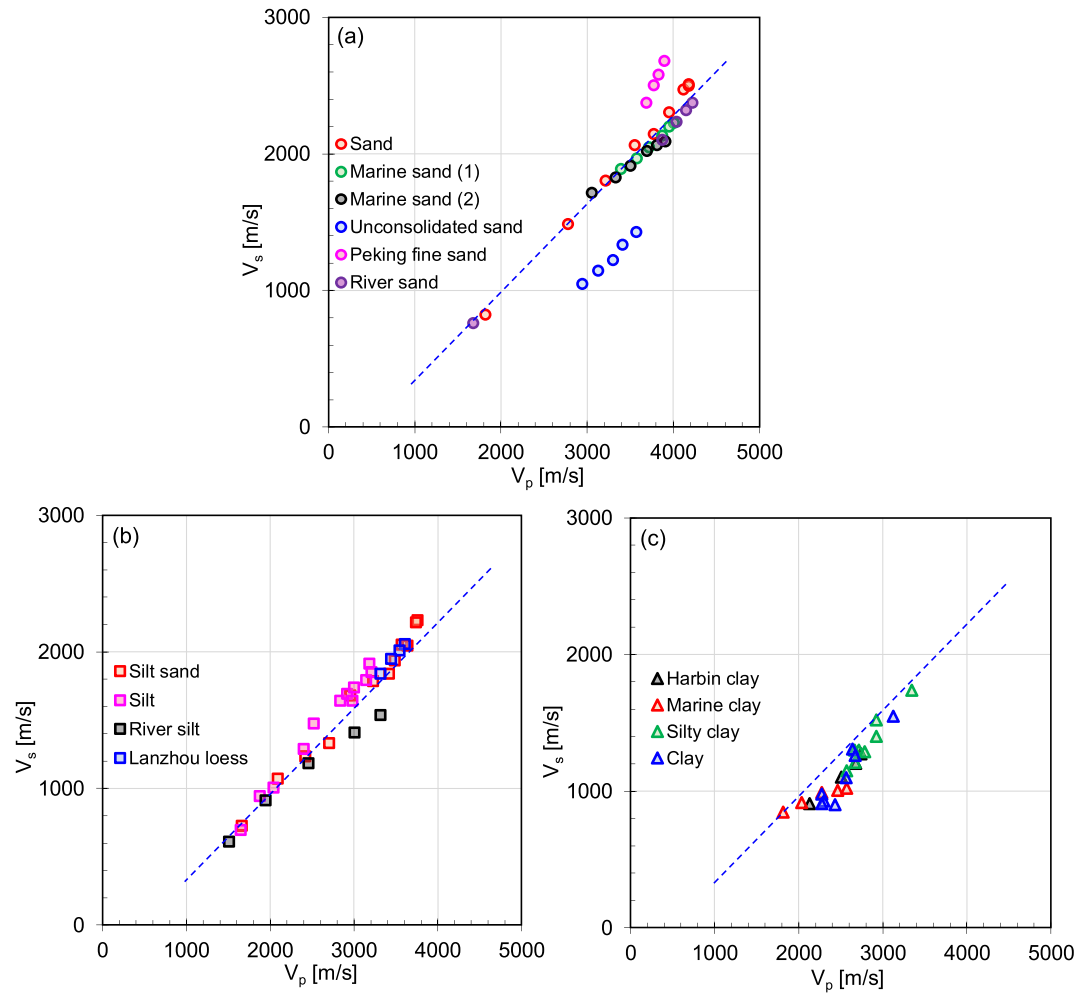 3000
(a)
2000
1000
0
Vs [m/s]
Sand
Marine sand (1)
Marine sand (2)
Unconsolidated sand
Peking fine sand
River sand
0 1000 2000 3000 4000 5000
Vp [m/s]
3000
(b)
2000
1000
0
Vs [m/s]
Silt sand
Silt
River silt
Lanzhou loess
0 1000 2000 3000 4000 5000
Vp [m/s]
3000
(c)
2000
1000
0
Vs [m/s]
Harbin clay
Marine clay
Silty clay
Clay
0 1000 2000 3000 4000 5000
Vp [m/s]